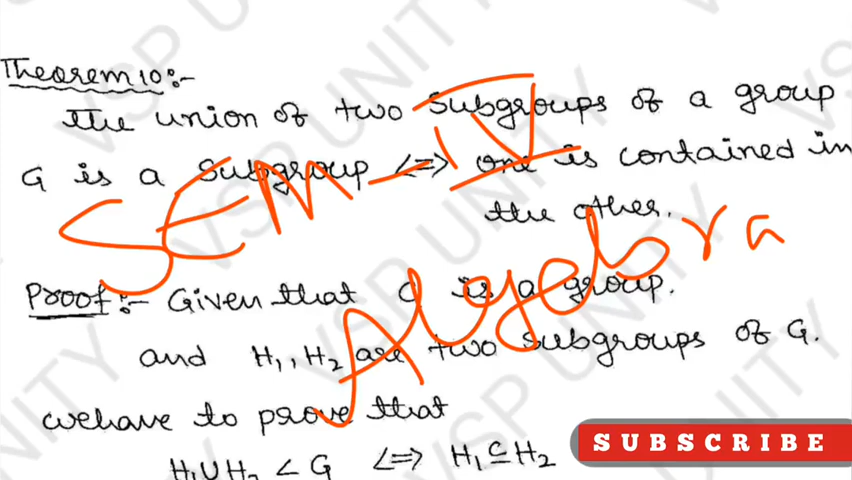 Theorem 10:-
The union of two subgroups of a group
G is a subgroup <=> one is contained in
the other.
SEM-IV
Algebra
Proof:- Given that G is a group.
and H₁, H₂ are two subgroups of G.
we have to prove that
H₁∪H₂ < G <=> H₁⊆H₂
SUBSCRIBE
VSP UNITY